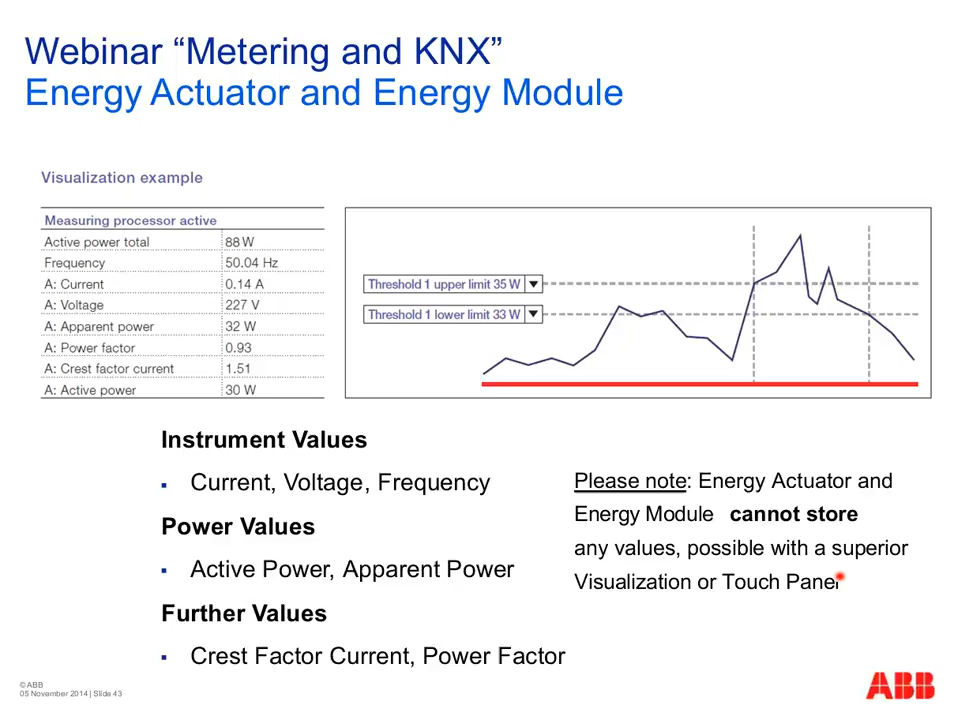 Webinar “Metering and KNX”
Energy Actuator and Energy Module
Visualization example
Measuring processor active
Active power total 88 W
Frequency 50.04 Hz
A: Current 0.14 A
A: Voltage 227 V
A: Apparent power 32 W
A: Power factor 0.93
A: Crest factor current 1.51
A: Active power 30 W
Threshold 1 upper limit 35 W
Threshold 1 lower limit 33 W
Instrument Values
▪ Current, Voltage, Frequency
Power Values
▪ Active Power, Apparent Power
Further Values
▪ Crest Factor Current, Power Factor
Please note: Energy Actuator and
Energy Module cannot store
any values, possible with a superior
Visualization or Touch Panel
© ABB
05 November 2014 | Slide 43
ABB